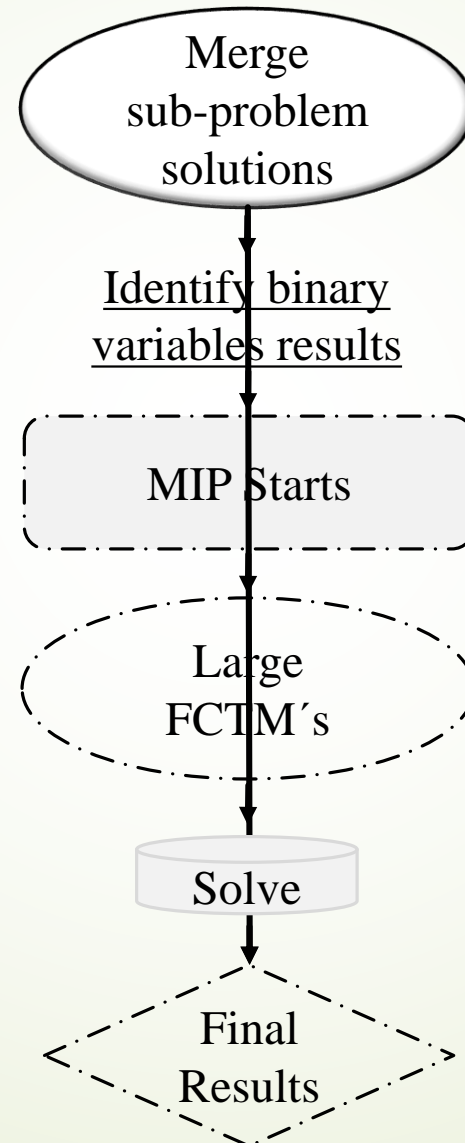 Merge
sub-problem
solutions
Identify binary
variables results
MIP Starts
Large
FCTM´s
Solve
Final
Results